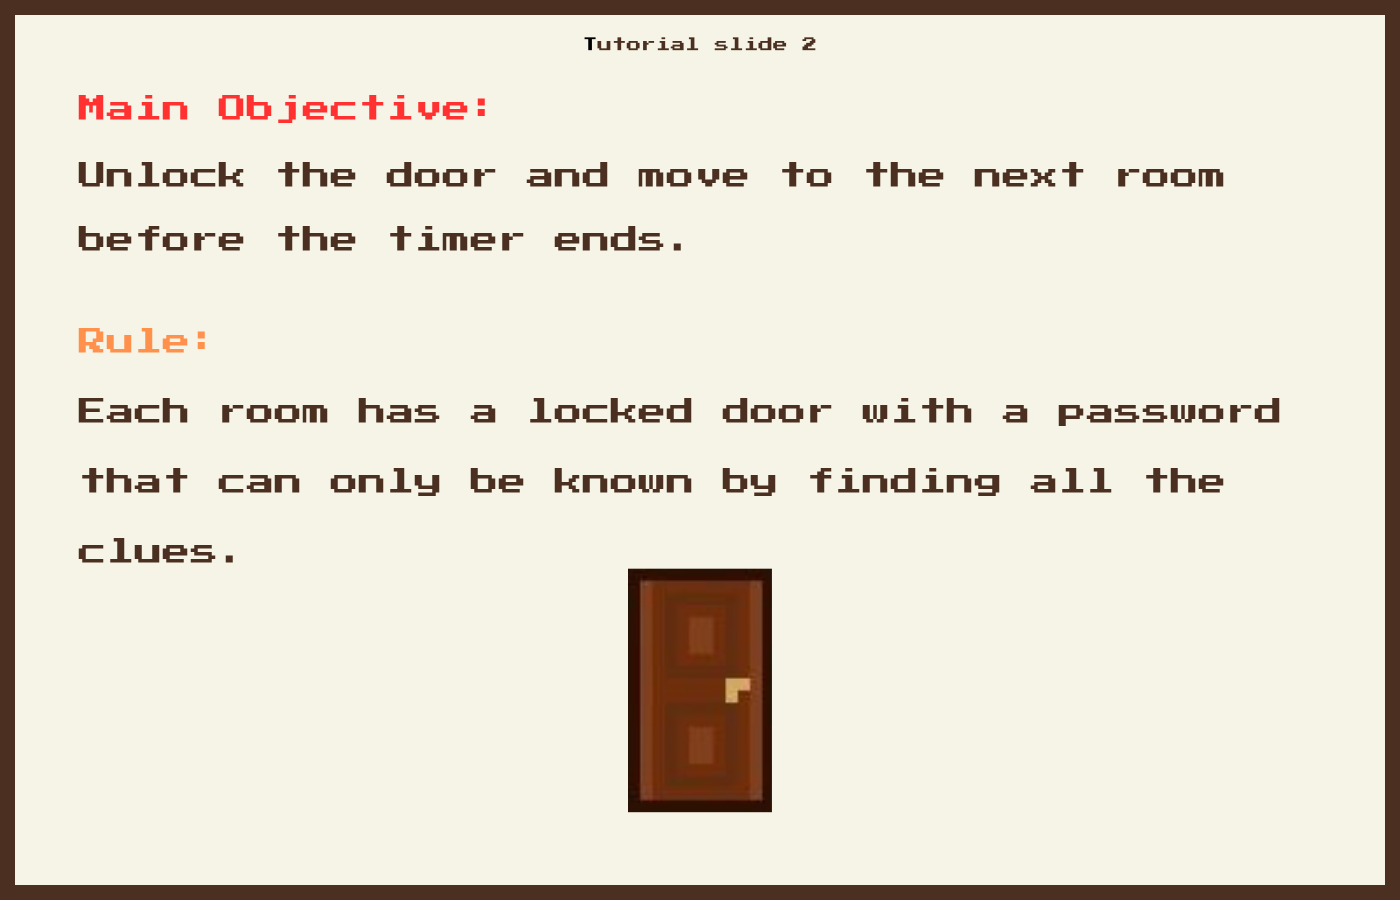 Tutorial slide 2
Main Objective:
Unlock the door and move to the next room
before the timer ends.
Rule:
Each room has a locked door with a password
that can only be known by finding all the
clues.